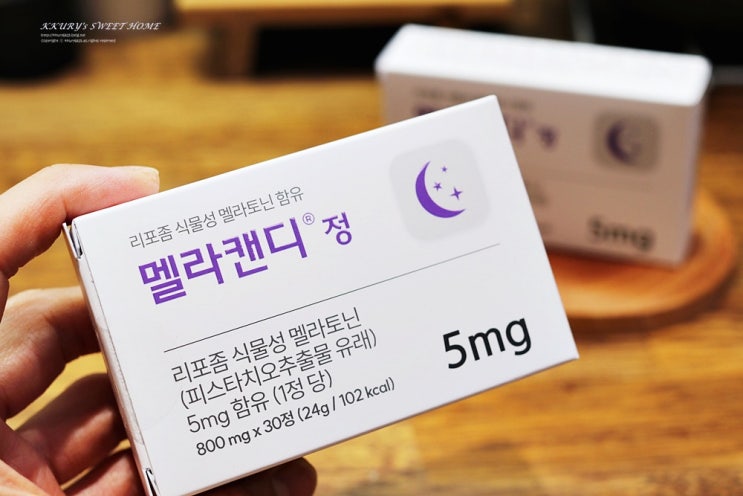 KKURY's SWEET HOME
리포좀 식물성 멜라토닌 함유
멜라캔디® 정
리포좀 식물성 멜라토닌
(피스타치오추출물 유래)
5mg 함유 (1정 당)
800 mg x 30정 (24g / 102 kcal)
5mg
정
5mg